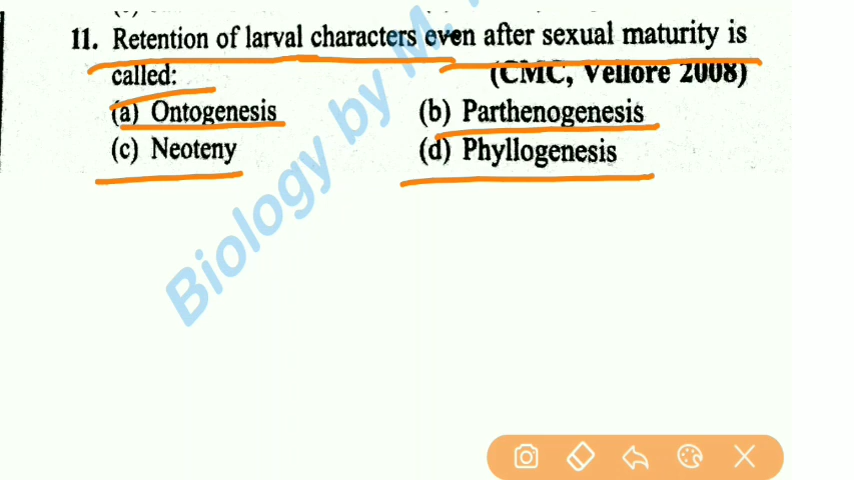 11. Retention of larval characters even after sexual maturity is
called: (CMC, Vellore 2008)
(a) Ontogenesis (b) Parthenogenesis
(c) Neoteny (d) Phyllogenesis
Biology by M.